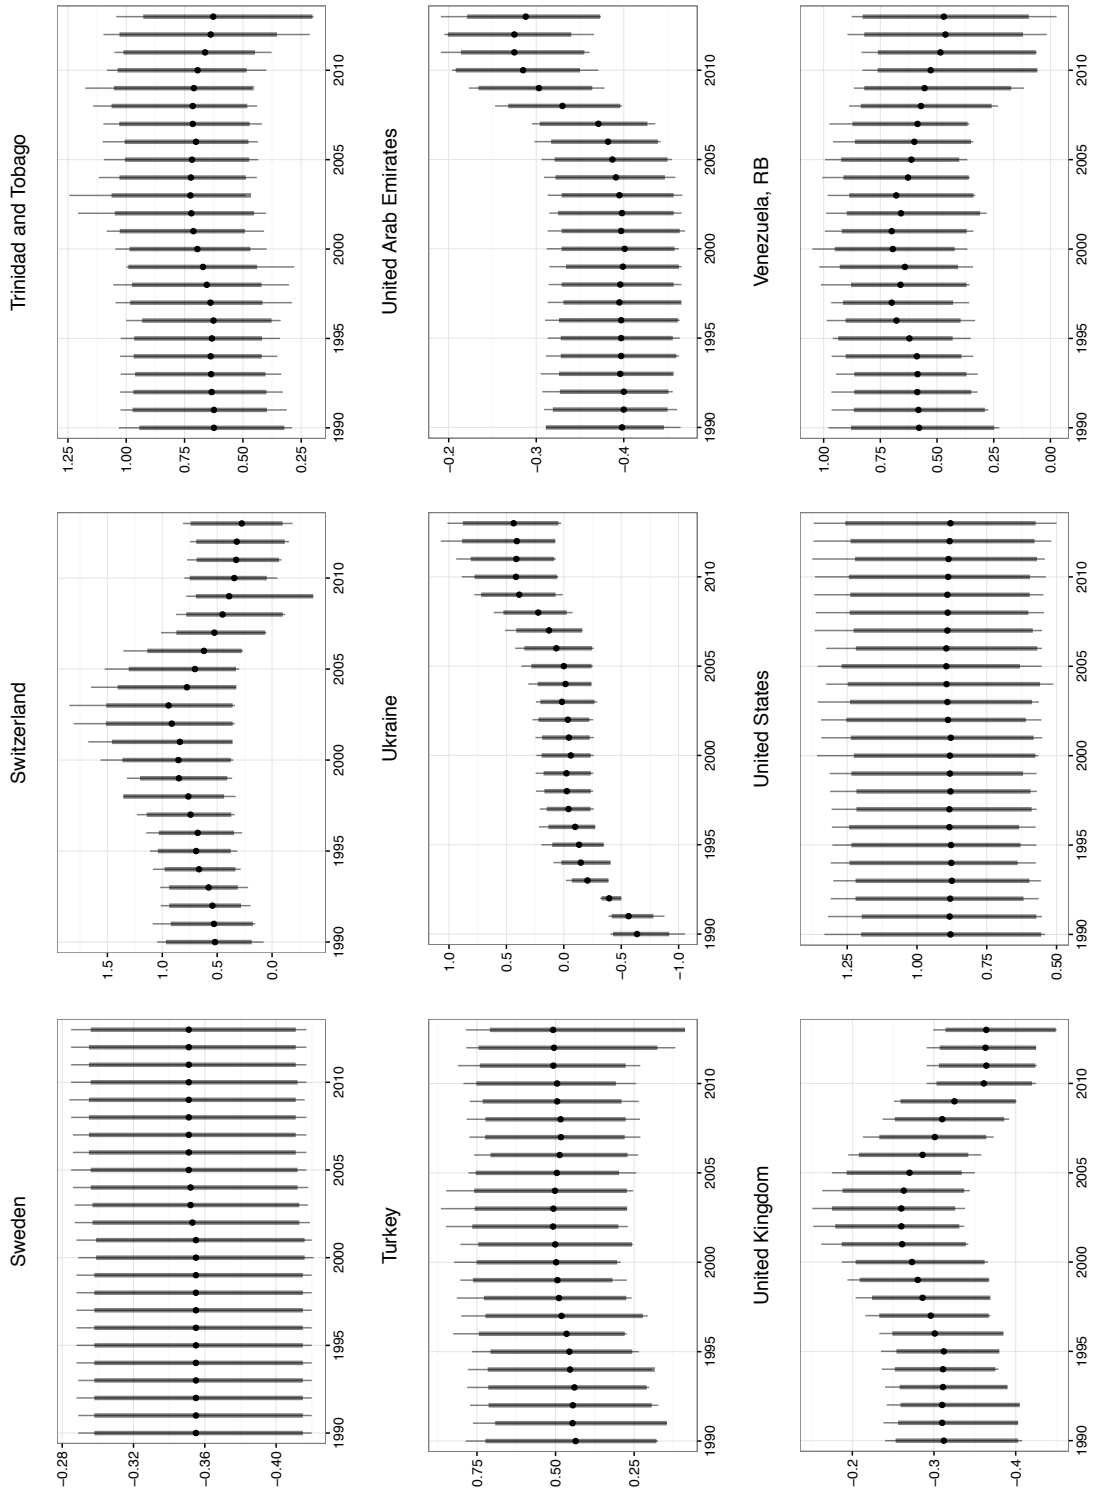 Sweden
−0.28
−0.32
−0.36
−0.40
1990 1995 2000 2005 2010
Switzerland
1.5
1.0
0.5
0.0
1990 1995 2000 2005 2010
Trinidad and Tobago
1.25
1.00
0.75
0.50
0.25
1990 1995 2000 2005 2010
Turkey
0.75
0.50
0.25
1990 1995 2000 2005 2010
Ukraine
1.0
0.5
0.0
−0.5
−1.0
1990 1995 2000 2005 2010
United Arab Emirates
−0.2
−0.3
−0.4
1990 1995 2000 2005 2010
United Kingdom
−0.2
−0.3
−0.4
1990 1995 2000 2005 2010
United States
1.25
1.00
0.75
0.50
1990 1995 2000 2005 2010
Venezuela, RB
1.00
0.75
0.50
0.25
0.00
1990 1995 2000 2005 2010